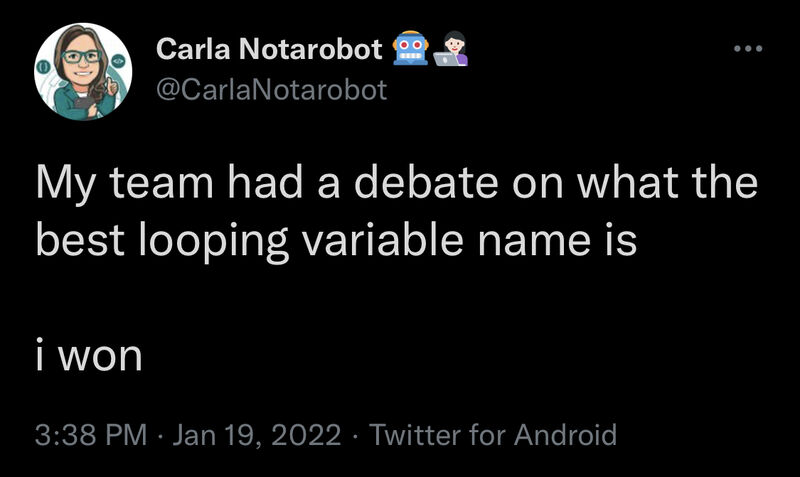 Carla Notarobot 🤖👩🏻‍💻
@CarlaNotarobot
My team had a debate on what the
best looping variable name is
i won
3:38 PM · Jan 19, 2022 · Twitter for Android